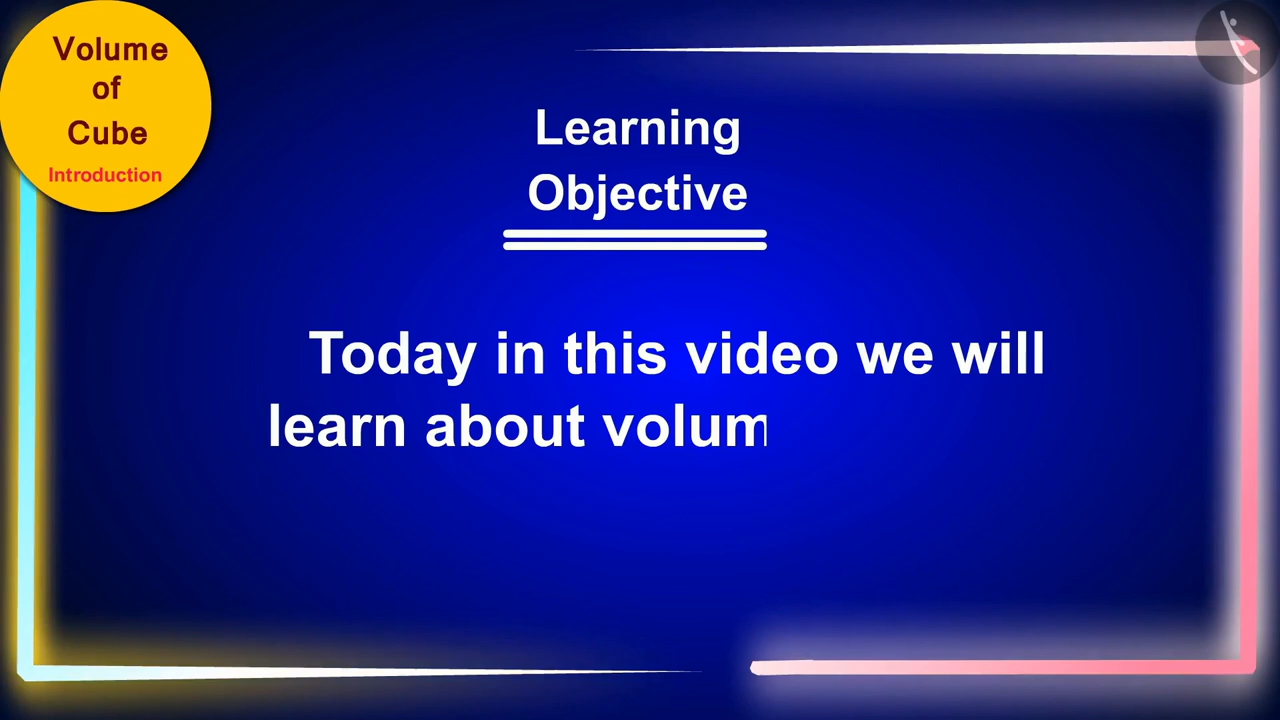 Volume
of
Cube
Introduction
Learning
Objective
Today in this video we will
learn about volum